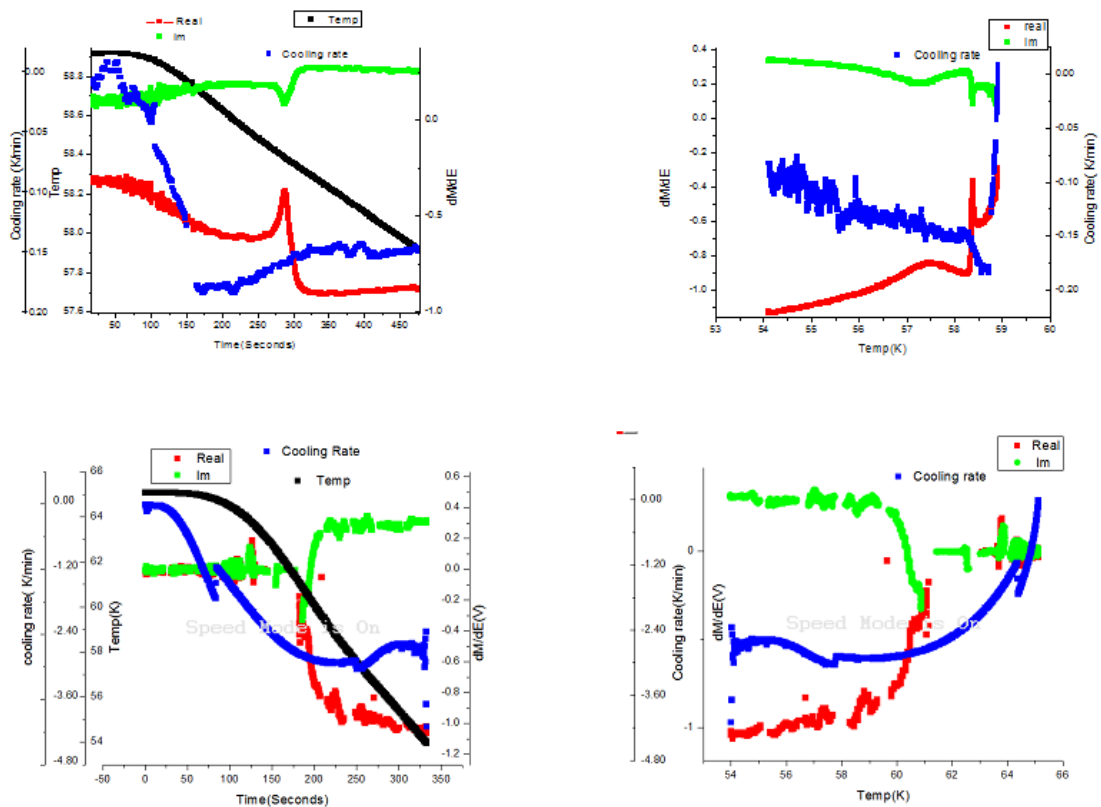 Real
Im
Temp
Cooling rate
0.00
0.05
0.10
0.15
0.20
Cooling rate ( K/min)
58.8
58.6
58.4
58.2
58.0
57.8
57.6
Temp
0.0
-0.5
-1.0
dM/dE
50 100 150 200 250 300 350 400 450
Time(Seconds)
real
im
Cooling rate
0.4
0.2
0.0
-0.2
-0.4
-0.6
-0.8
-1.0
dM/dE
0.00
-0.05
-0.10
-0.15
-0.20
Cooling rate( K/min)
53 54 55 56 57 58 59 60
Temp(K)
Real
Im
Cooling Rate
Temp
0.00
-1.20
-2.40
-3.60
-4.80
cooling rate( K/min)
66
64
62
60
58
56
54
Temp(K)
0.6
0.4
0.2
0.0
-0.2
-0.4
-0.6
-0.8
-1.0
-1.2
dM/dE(V)
Speed Mode is On
-50 0 50 100 150 200 250 300 350
Time(Seconds)
Real
Im
Cooling rate
0.00
-1.20
-2.40
-3.60
-4.80
Cooling rate(K/min)
0
-1
dM/dE(V)
Speed Mode is On
54 56 58 60 62 64 66
Temp(K)